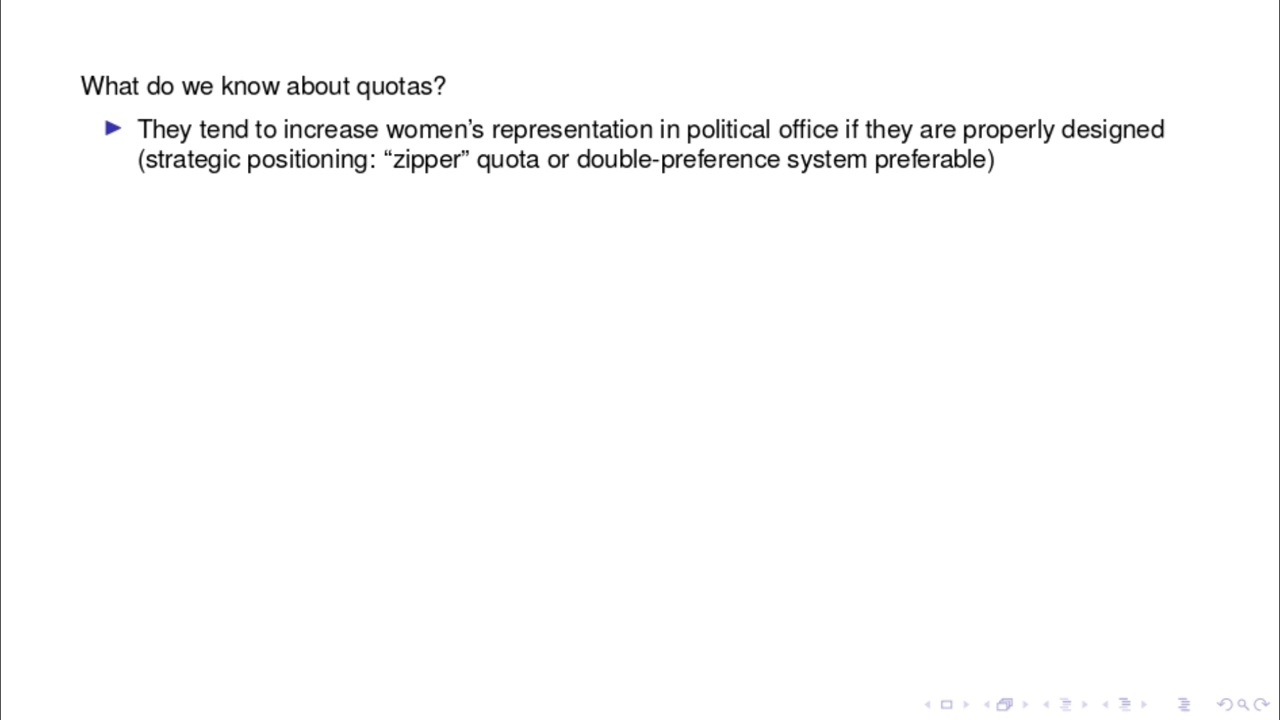 What do we know about quotas?
They tend to increase women’s representation in political office if they are properly designed
(strategic positioning: “zipper” quota or double-preference system preferable)